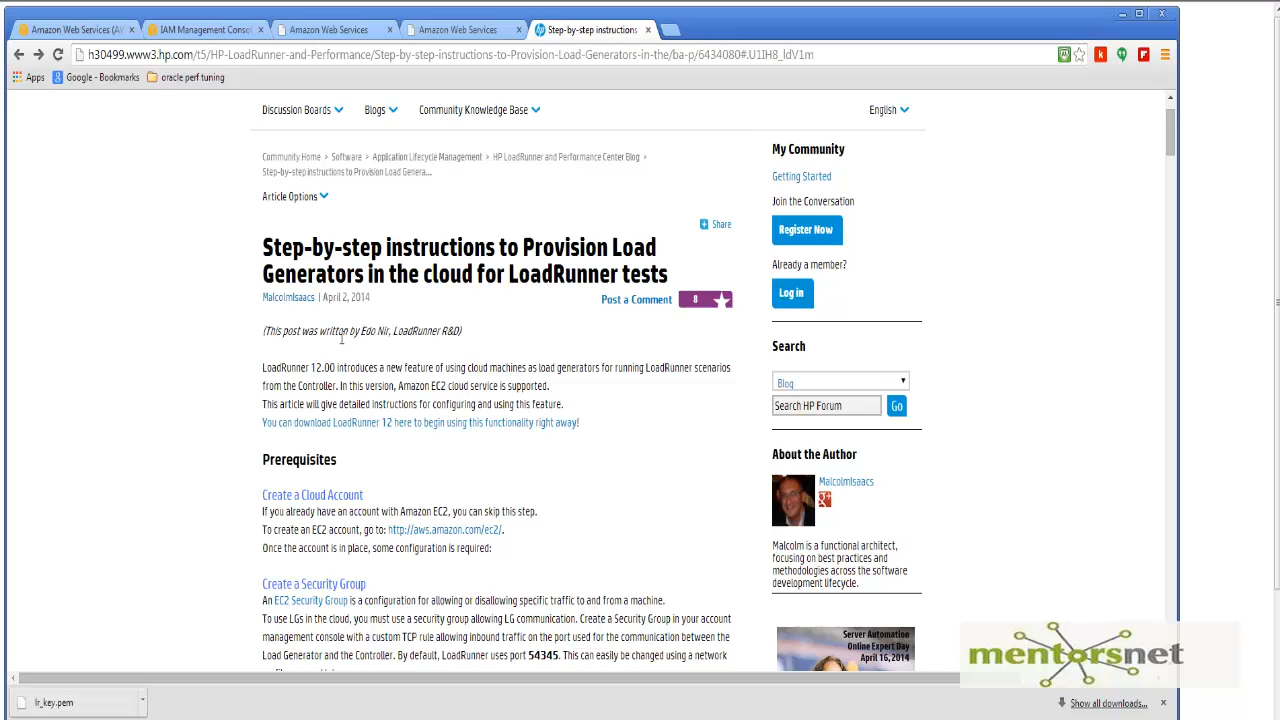 Amazon Web Services (AV
IAM Management Consol
Amazon Web Services
Amazon Web Services
Step-by-step instructions
h30499.www3.hp.com/t5/HP-LoadRunner-and-Performance/Step-by-step-instructions-to-Provision-Load-Generators-in-the/ba-p/6434080#.U1IH8_ldV1m
Apps
Google - Bookmarks
oracle perf tuning
Discussion Boards
Blogs
Community Knowledge Base
English
Community Home > Software > Application Lifecycle Management > HP LoadRunner and Performance Center Blog >
Step-by-step instructions to Provision Load Genera...
Article Options
Share
Step-by-step instructions to Provision Load
Generators in the cloud for LoadRunner tests
MalcolmIsaacs | April 2, 2014
Post a Comment
8
(This post was written by Edo Nir, LoadRunner R&D)
LoadRunner 12.00 introduces a new feature of using cloud machines as load generators for running LoadRunner scenarios
from the Controller. In this version, Amazon EC2 cloud service is supported.
This article will give detailed instructions for configuring and using this feature.
You can download LoadRunner 12 here to begin using this functionality right away!
Prerequisites
Create a Cloud Account
If you already have an account with Amazon EC2, you can skip this step.
To create an EC2 account, go to: http://aws.amazon.com/ec2/.
Once the account is in place, some configuration is required:
Create a Security Group
An EC2 Security Group is a configuration for allowing or disallowing specific traffic to and from a machine.
To use LGs in the cloud, you must use a security group allowing LG communication. Create a Security Group in your account
management console with a custom TCP rule allowing inbound traffic on the port used for the communication between the
Load Generator and the Controller. By default, LoadRunner uses port 54345. This can easily be changed using a network
My Community
Getting Started
Join the Conversation
Register Now
Already a member?
Log in
Search
Blog
Search HP Forum
Go
About the Author
MalcolmIsaacs
Malcolm is a functional architect,
focusing on best practices and
methodologies across the software
development lifecycle.
Server Automation
Online Expert Day
April 16, 2014
mentorsnet
lr_key.pem
Show all downloads...